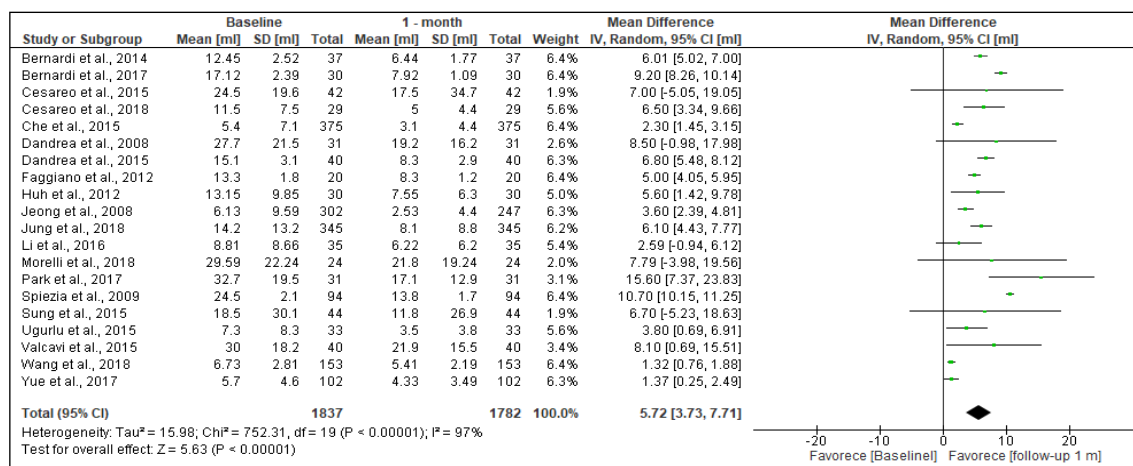 Baseline 1 - month Mean Difference Mean Difference
Study or Subgroup Mean [ml] SD [ml] Total Mean [ml] SD [ml] Total Weight IV, Random, 95% CI [ml] IV, Random, 95% CI [ml]
Bernardi et al., 2014 12.45 2.52 37 6.44 1.77 37 6.4% 6.01 [5.02, 7.00]
Bernardi et al., 2017 17.12 2.39 30 7.92 1.09 30 6.4% 9.20 [8.26, 10.14]
Cesareo et al., 2015 24.5 19.6 42 17.5 34.7 42 1.9% 7.00 [-5.05, 19.05]
Cesareo et al., 2018 11.5 7.5 29 5 4.4 29 5.6% 6.50 [3.34, 9.66]
Che et al., 2015 5.4 7.1 375 3.1 4.4 375 6.4% 2.30 [1.45, 3.15]
Dandrea et al., 2008 27.7 21.5 31 19.2 16.2 31 2.6% 8.50 [-0.98, 17.98]
Dandrea et al., 2015 15.1 3.1 40 8.3 2.9 40 6.3% 6.80 [5.48, 8.12]
Faggiano et al., 2012 13.3 1.8 20 8.3 1.2 20 6.4% 5.00 [4.05, 5.95]
Huh et al., 2012 13.15 9.85 30 7.55 6.3 30 5.0% 5.60 [1.42, 9.78]
Jeong et al., 2008 6.13 9.59 302 2.53 4.4 247 6.3% 3.60 [2.39, 4.81]
Jung et al., 2018 14.2 13.2 345 8.1 8.8 345 6.2% 6.10 [4.43, 7.77]
Li et al., 2016 8.81 8.66 35 6.22 6.2 35 5.4% 2.59 [-0.94, 6.12]
Morelli et al., 2018 29.59 22.24 24 21.8 19.24 24 2.0% 7.79 [-3.98, 19.56]
Park et al., 2017 32.7 19.5 31 17.1 12.9 31 3.1% 15.60 [7.37, 23.83]
Spiezia et al., 2009 24.5 2.1 94 13.8 1.7 94 6.5% 10.70 [10.15, 11.25]
Sung et al., 2015 18.5 30.1 44 11.8 26.9 44 1.9% 6.70 [-5.23, 18.63]
Ugurlu et al., 2015 7.3 8.3 33 3.5 3.8 33 5.6% 3.80 [0.69, 6.91]
Valcavi et al., 2015 30 18.2 40 21.9 15.5 40 3.4% 8.10 [0.69, 15.51]
Wang et al., 2018 6.73 2.81 153 5.41 2.19 153 6.5% 1.32 [0.76, 1.88]
Yue et al., 2017 5.7 4.6 102 4.33 3.49 102 6.4% 1.37 [0.25, 2.49]
Total (95% CI) 1837 1782 100.0% 5.72 [3.73, 7.71]
Heterogeneity: Tau² = 15.98; Chi² = 752.31, df = 19 (P < 0.00001); I² = 97%
Test for overall effect: Z = 5.63 (P < 0.00001)
-20 -10 0 10 20
Favorece [Baselinel] Favorece [follow-up 1 m]